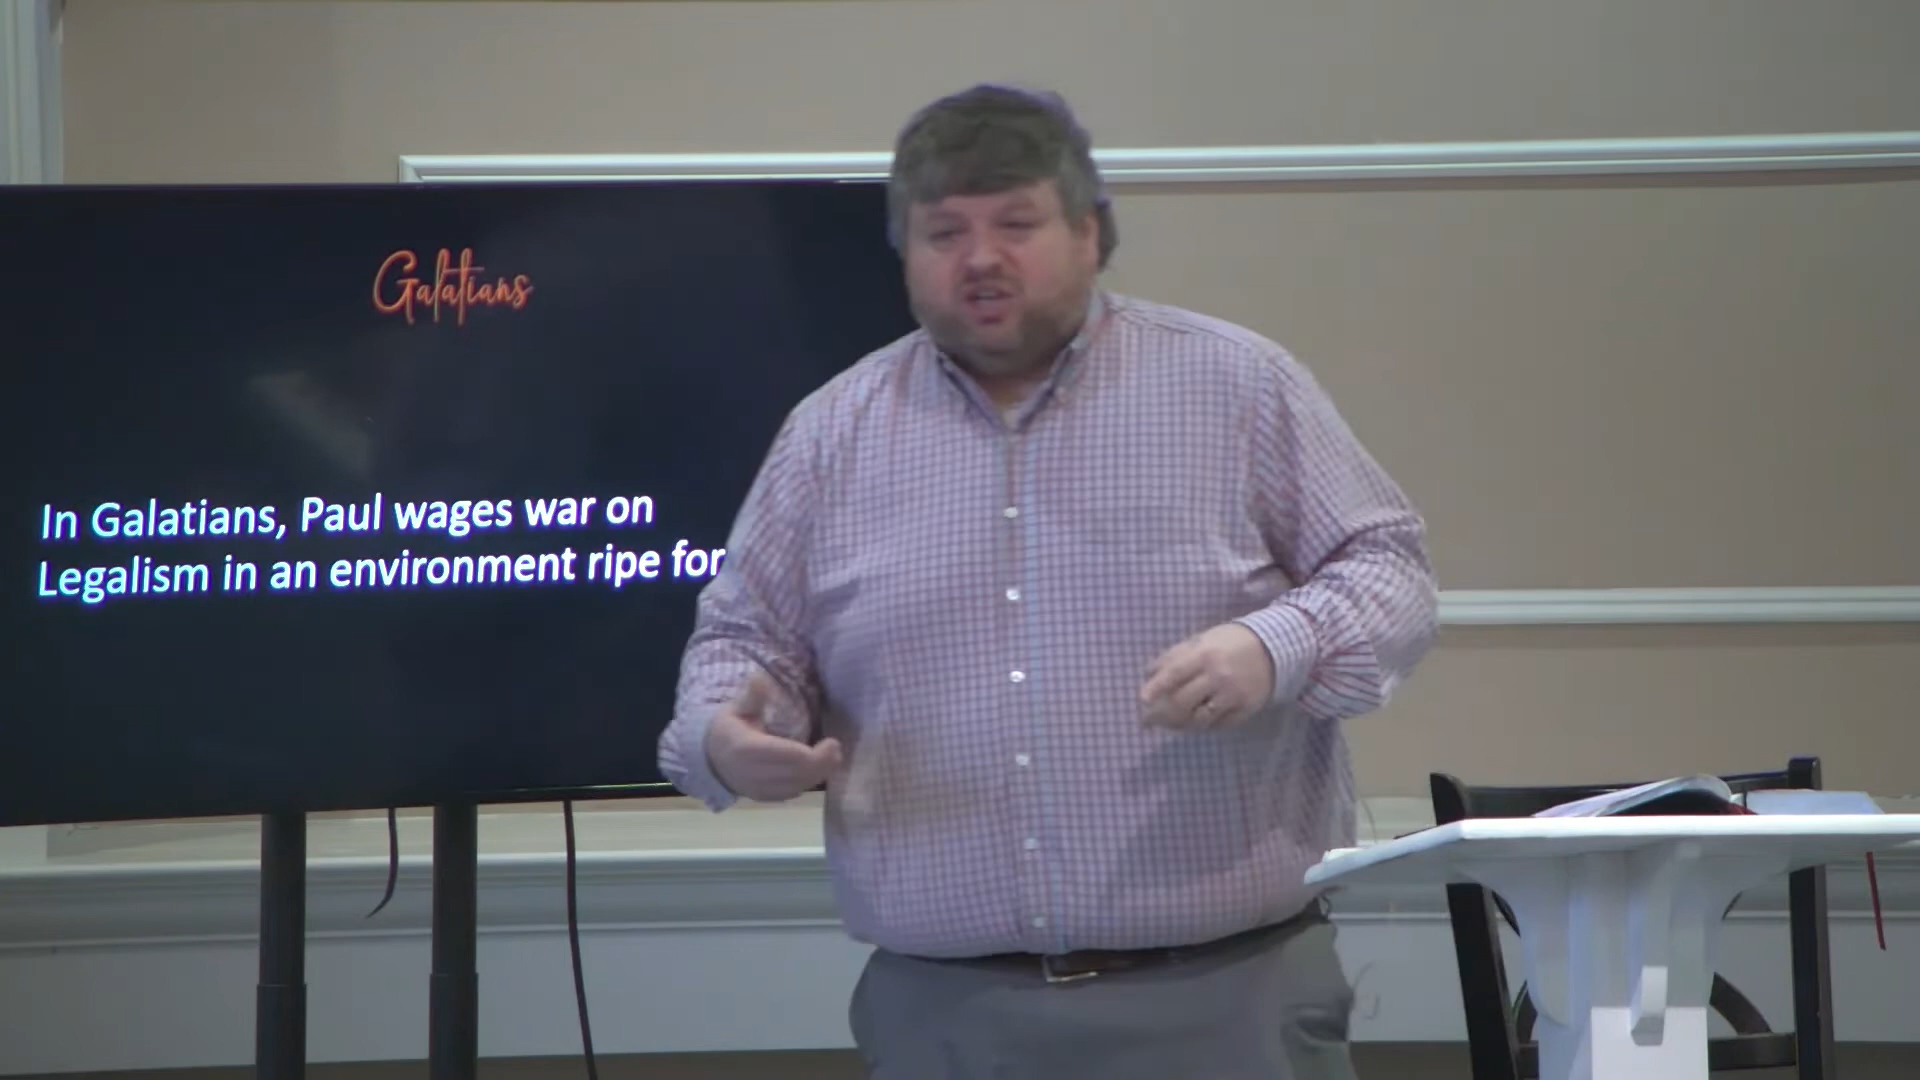 Galatians
In Galatians, Paul wages war on
Legalism in an environment ripe for